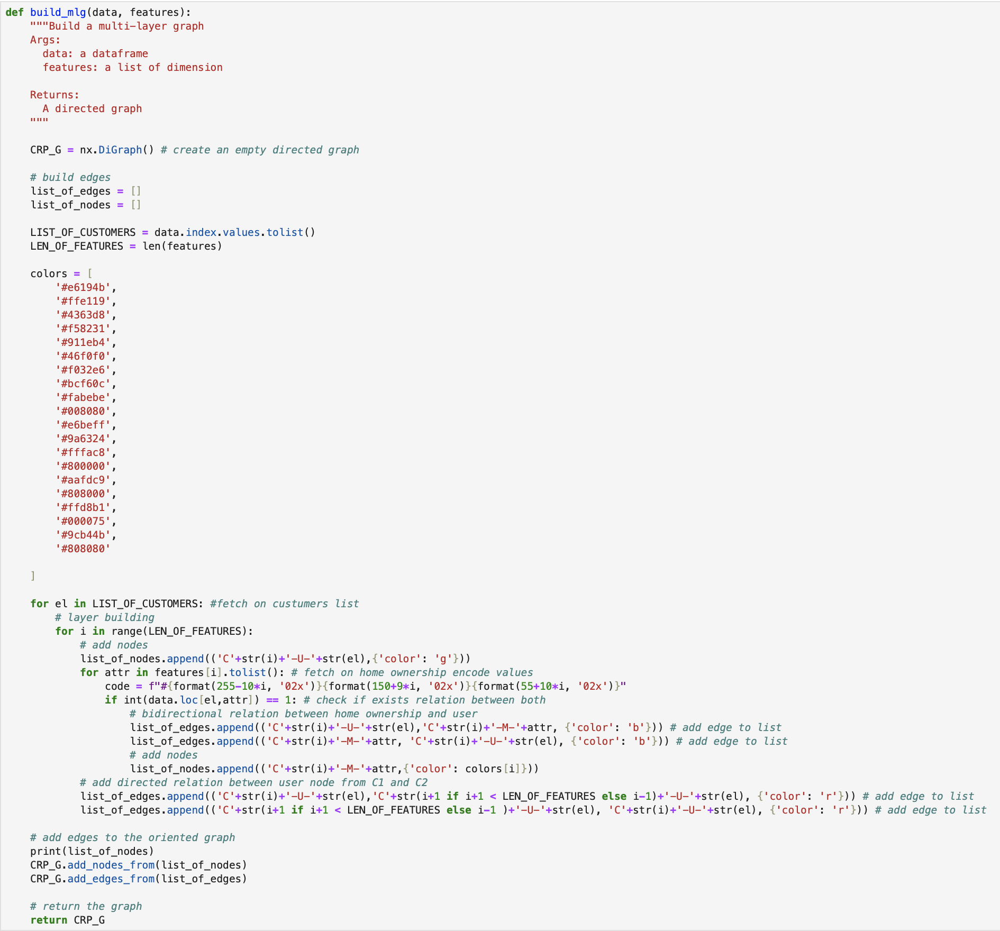 def build_mlg(data, features):
    """Build a multi-layer graph
    Args:
      data: a dataframe
      features: a list of dimension

    Returns:
      A directed graph
    """

    CRP_G = nx.DiGraph() # create an empty directed graph

    # build edges
    list_of_edges = []
    list_of_nodes = []

    LIST_OF_CUSTOMERS = data.index.values.tolist()
    LEN_OF_FEATURES = len(features)

    colors = [
        '#e6194b',
        '#ffe119',
        '#4363d8',
        '#f58231',
        '#911eb4',
        '#46f0f0',
        '#f032e6',
        '#bcf60c',
        '#fabebe',
        '#008080',
        '#e6beff',
        '#9a6324',
        '#fffac8',
        '#800000',
        '#aafdc9',
        '#808000',
        '#ffd8b1',
        '#000075',
        '#9cb44b',
        '#808080'

    ]

    for el in LIST_OF_CUSTOMERS: #fetch on custumers list
        # layer building
        for i in range(LEN_OF_FEATURES):
            # add nodes
            list_of_nodes.append(('C'+str(i)+'-U-'+str(el),{'color': 'g'}))
            for attr in features[i].tolist(): # fetch on home ownership encode values
                code = f"#{format(255-10*i, '02x')}{format(150+9*i, '02x')}{format(55+10*i, '02x')}"
                if int(data.loc[el,attr]) == 1: # check if exists relation between both
                    # bidirectional relation between home ownership and user
                    list_of_edges.append(('C'+str(i)+'-U-'+str(el),'C'+str(i)+'-M-'+attr, {'color': 'b'})) # add edge to list
                    list_of_edges.append(('C'+str(i)+'-M-'+attr, 'C'+str(i)+'-U-'+str(el), {'color': 'b'})) # add edge to list
                    # add nodes
                    list_of_nodes.append(('C'+str(i)+'-M-'+attr,{'color': colors[i]}))
            # add directed relation between user node from C1 and C2
            list_of_edges.append(('C'+str(i)+'-U-'+str(el),'C'+str(i+1 if i+1 < LEN_OF_FEATURES else i-1)+'-U-'+str(el), {'color': 'r'})) # add edge to list
            list_of_edges.append(('C'+str(i+1 if i+1 < LEN_OF_FEATURES else i-1 )+'-U-'+str(el), 'C'+str(i)+'-U-'+str(el), {'color': 'r'})) # add edge to list

    # add edges to the oriented graph
    print(list_of_nodes)
    CRP_G.add_nodes_from(list_of_nodes)
    CRP_G.add_edges_from(list_of_edges)

    # return the graph
    return CRP_G